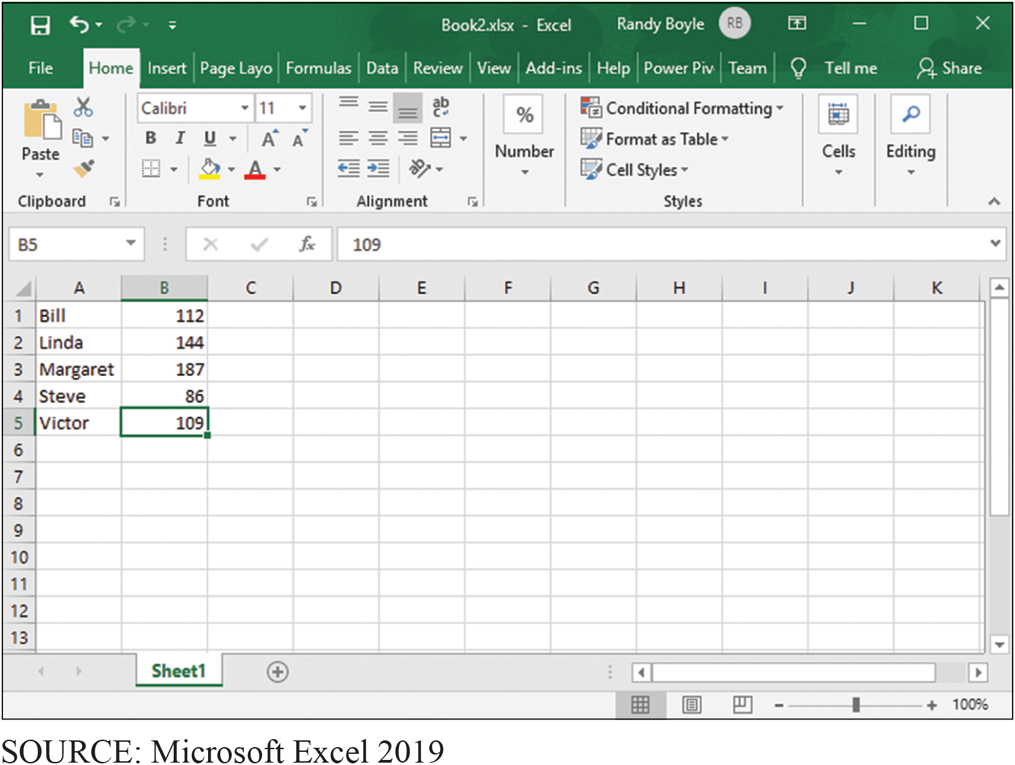 Book2.xlsx - Excel Randy Boyle RB
File Home Insert Page Layo Formulas Data Review View Add-ins Help Power Piv Team Tell me Share
Calibri 11 ab % Conditional Formatting
Paste B I U A A Number Format as Table Cells Editing
A Cell Styles
Clipboard Font Alignment Styles
B5 fx 109
A B C D E F G H I J K
1 Bill 112
2 Linda 144
3 Margaret 187
4 Steve 86
5 Victor 109
6
7
8
9
10
11
12
13
Sheet1
100%
SOURCE: Microsoft Excel 2019